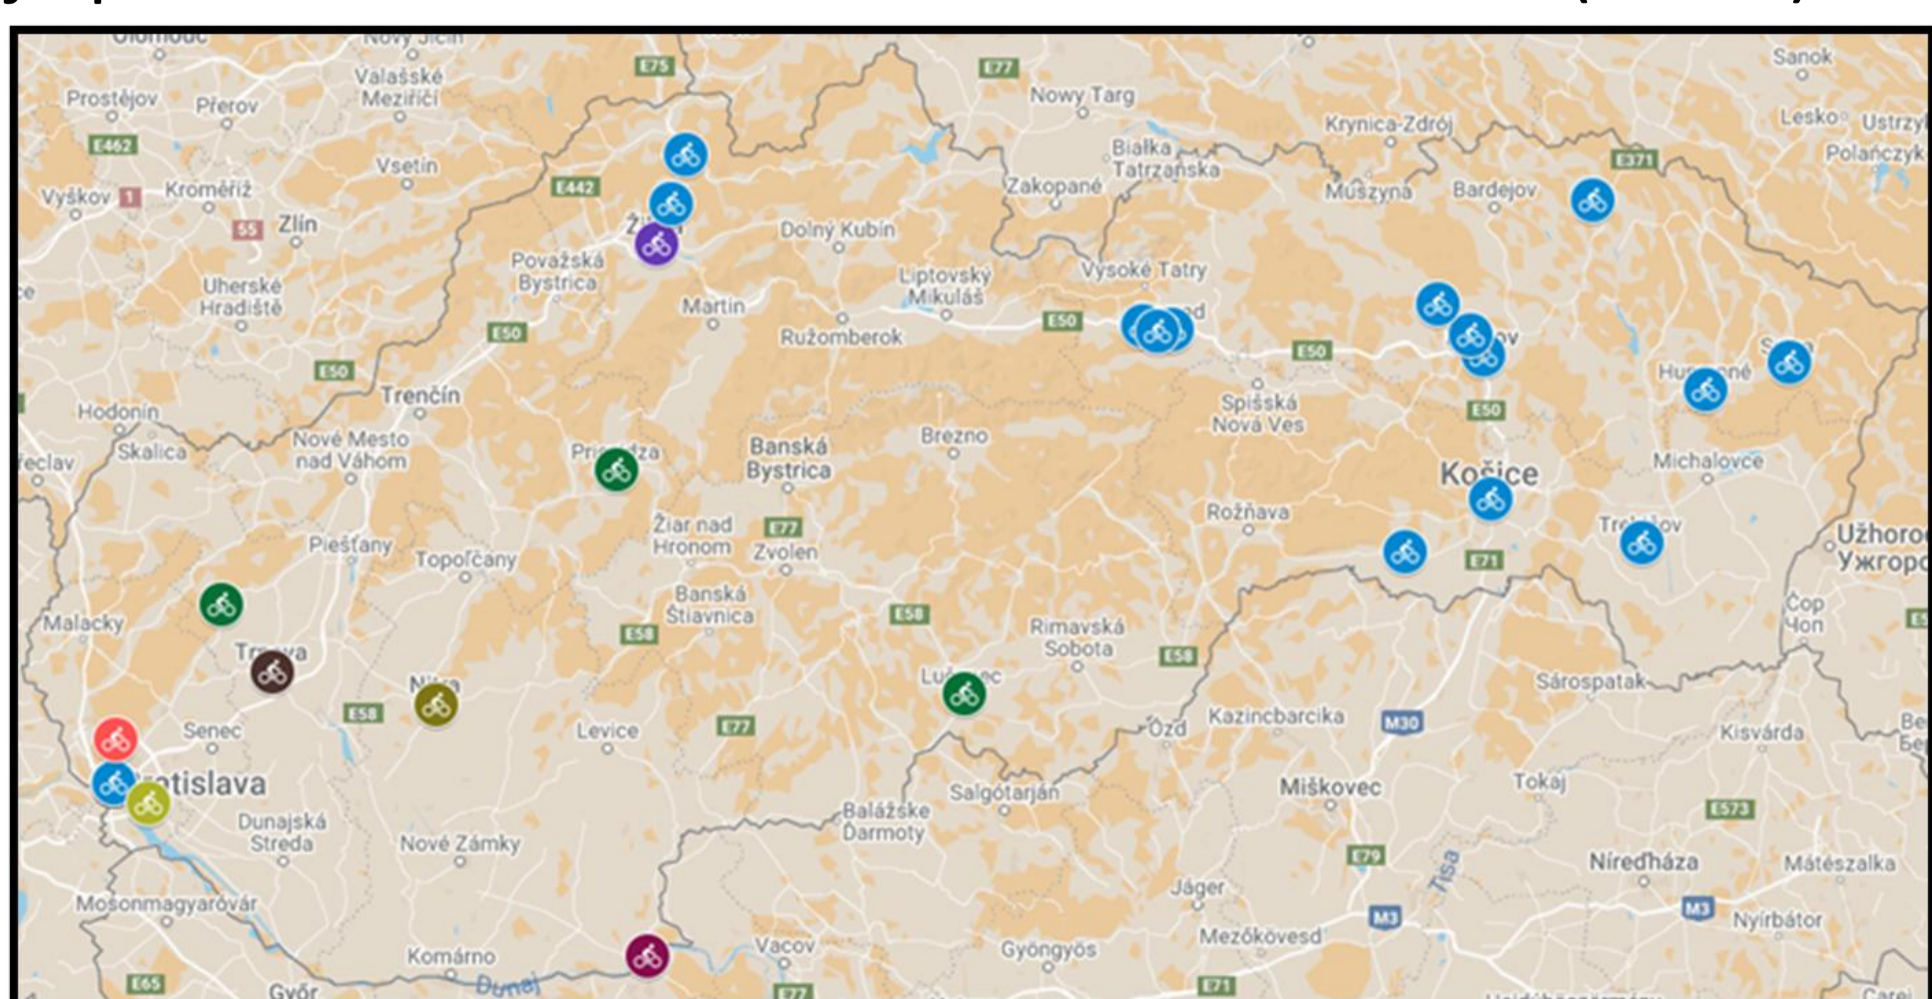 E75
E77
Sanok
Valašské
Meziříčí
Prostějov
Přerov
Nowy Targ
Lesko
Krynica-Zdrój
E462
Białka
Tatrzańska
E371
Polańczyk
Vsetín
Vyškov
1
Kroměříž
E442
Zakopané
Muszyna
Bardejov
55
Zlín
Dolný Kubín
Považská
Bystrica
Liptovský
Mikuláš
Vysoké Tatry
Uherské
Hradiště
Martin
E50
Ružomberok
E50
E50
E50
Trenčín
Spišská
Nová Ves
E50
Hodonín
Skalica
Nové Mesto
nad Váhom
Banská
Bystrica
Brezno
Michalovce
Košice
Rožňava
Piešťany
Topoľčany
Žiar nad
Hronom
E77
Zvolen
E71
Užhoro
Ужгоро
Banská
Štiavnica
E58
Čop
Чоп
Malacky
E58
Rimavská
Sobota
E58
Sárospatak
E58
Senec
Levice
E77
Ózd
Kazincbarcika
M30
Kisvárda
Salgótarján
Miškovec
Tokaj
E573
Balážske
Ďarmoty
Dunajská
Streda
Nové Zámky
E79
Tisa
Níreďháza
Mátészalka
Mosonmagyaróvár
Jáger
M3
M3
Nyírbátor
Komárno
Vacov
Gyöngyös
Mezőkövesd
E65
Győr
Dunaj
E77
E71